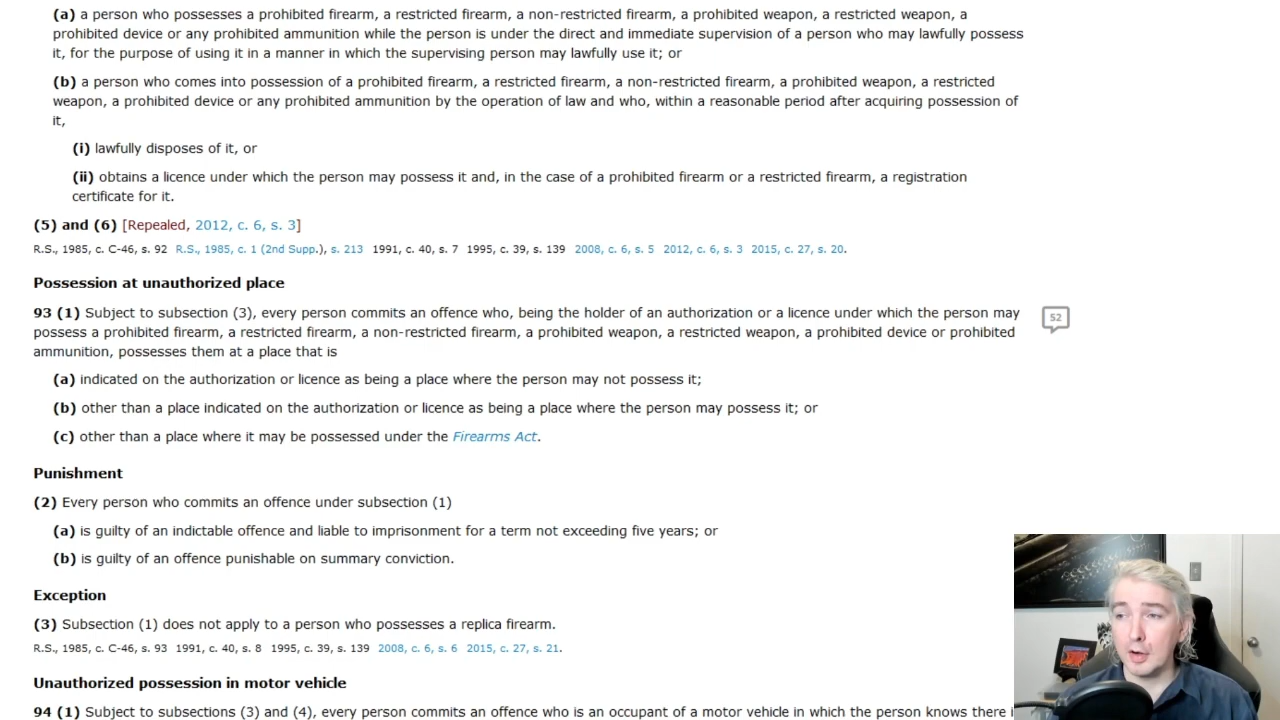 (a) a person who possesses a prohibited firearm, a restricted firearm, a non-restricted firearm, a prohibited weapon, a restricted weapon, a
prohibited device or any prohibited ammunition while the person is under the direct and immediate supervision of a person who may lawfully possess
it, for the purpose of using it in a manner in which the supervising person may lawfully use it; or
(b) a person who comes into possession of a prohibited firearm, a restricted firearm, a non-restricted firearm, a prohibited weapon, a restricted
weapon, a prohibited device or any prohibited ammunition by the operation of law and who, within a reasonable period after acquiring possession of
it,
(i) lawfully disposes of it, or
(ii) obtains a licence under which the person may possess it and, in the case of a prohibited firearm or a restricted firearm, a registration
certificate for it.
(5) and (6) [Repealed, 2012, c. 6, s. 3]
R.S., 1985, c. C-46, s. 92 R.S., 1985, c. 1 (2nd Supp.), s. 213 1991, c. 40, s. 7 1995, c. 39, s. 139 2008, c. 6, s. 5 2012, c. 6, s. 3 2015, c. 27, s. 20.
Possession at unauthorized place
93 (1) Subject to subsection (3), every person commits an offence who, being the holder of an authorization or a licence under which the person may
52
possess a prohibited firearm, a restricted firearm, a non-restricted firearm, a prohibited weapon, a restricted weapon, a prohibited device or prohibited
ammunition, possesses them at a place that is
(a) indicated on the authorization or licence as being a place where the person may not possess it;
(b) other than a place indicated on the authorization or licence as being a place where the person may possess it; or
(c) other than a place where it may be possessed under the Firearms Act.
Punishment
(2) Every person who commits an offence under subsection (1)
(a) is guilty of an indictable offence and liable to imprisonment for a term not exceeding five years; or
(b) is guilty of an offence punishable on summary conviction.
Exception
(3) Subsection (1) does not apply to a person who possesses a replica firearm.
R.S., 1985, c. C-46, s. 93 1991, c. 40, s. 8 1995, c. 39, s. 139 2008, c. 6, s. 6 2015, c. 27, s. 21.
Unauthorized possession in motor vehicle
94 (1) Subject to subsections (3) and (4), every person commits an offence who is an occupant of a motor vehicle in which the person knows there